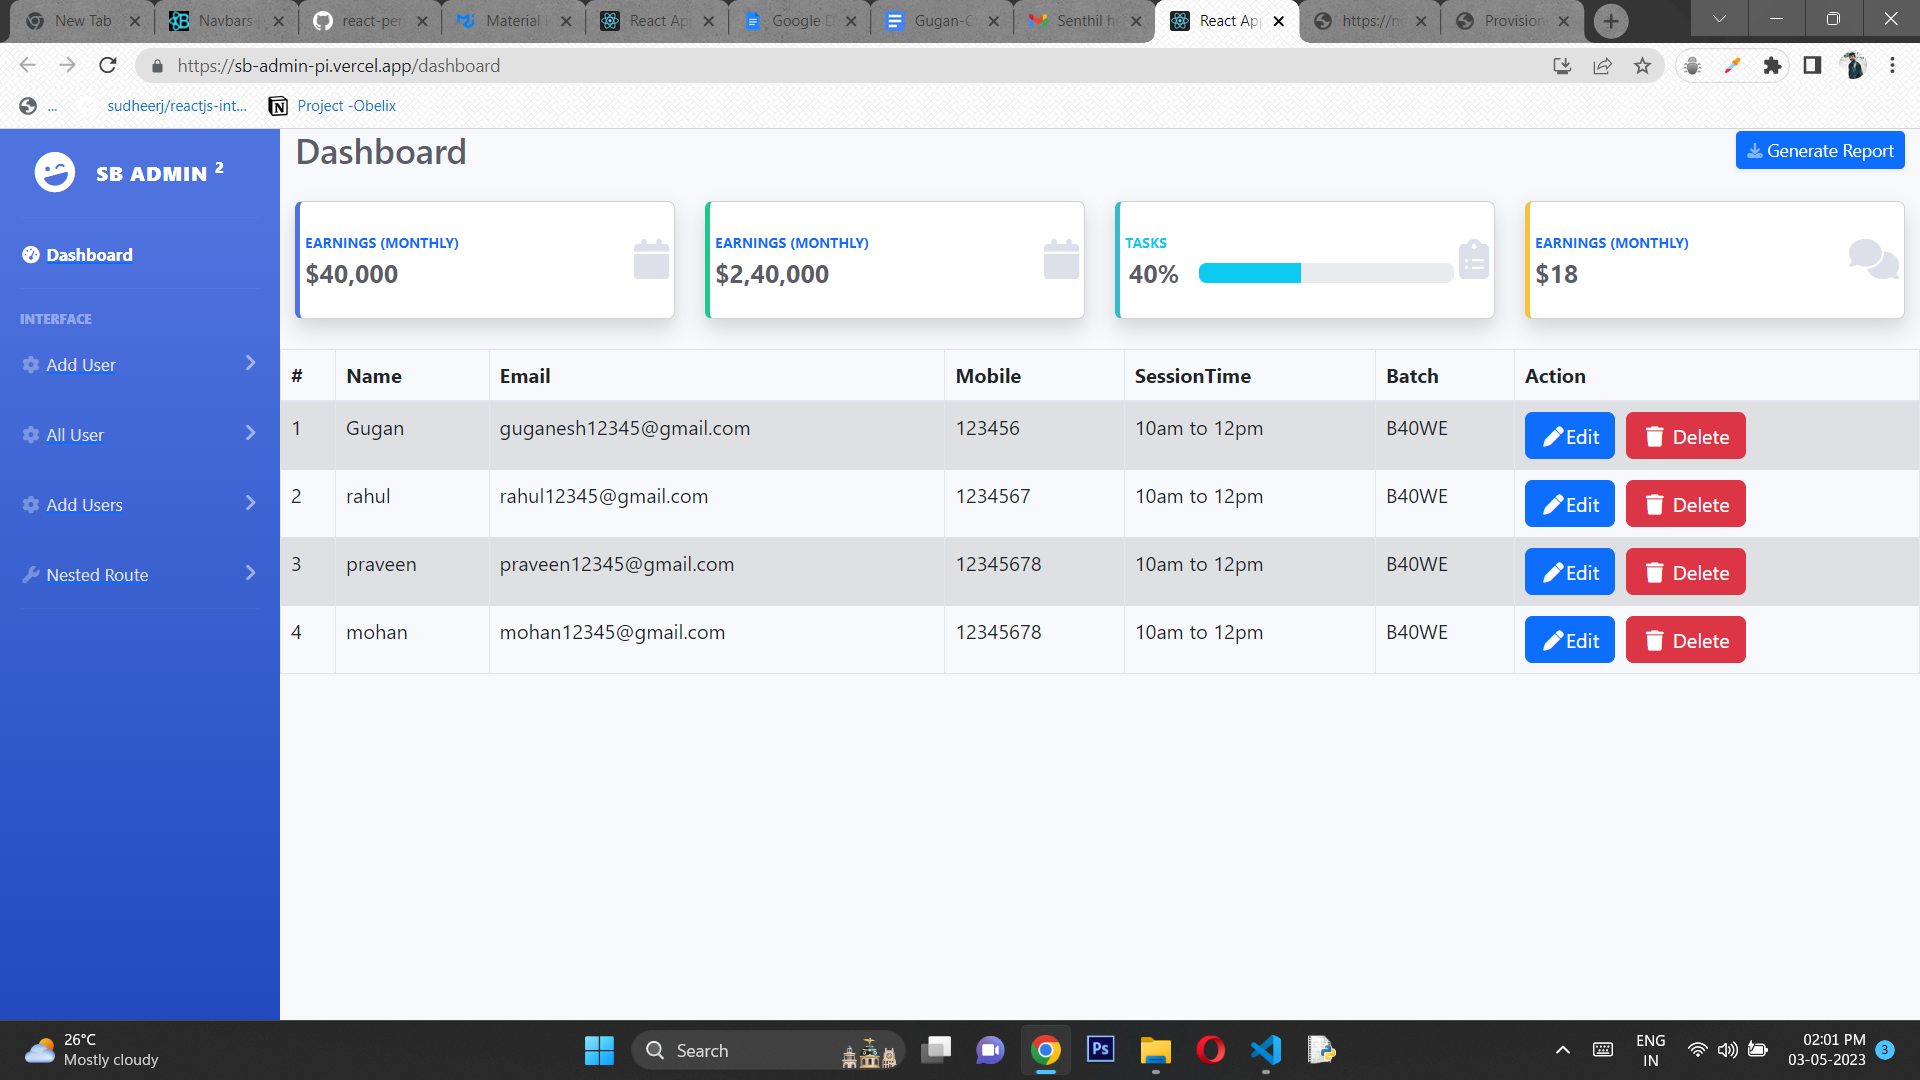 New Tab
Navbars
react-per
Material
React Ap
Google D
Gugan-C
Senthil h
React App
https://n
Provision
https://sb-admin-pi.vercel.app/dashboard
...
sudheerj/reactjs-int...
Project -Obelix
SB ADMIN 2
Dashboard
INTERFACE
Add User
All User
Add Users
Nested Route
Dashboard
Generate Report
EARNINGS (MONTHLY)
$40,000
EARNINGS (MONTHLY)
$2,40,000
TASKS
40%
EARNINGS (MONTHLY)
$18
# Name Email Mobile SessionTime Batch Action
1 Gugan guganesh12345@gmail.com 123456 10am to 12pm B40WE Edit Delete
2 rahul rahul12345@gmail.com 1234567 10am to 12pm B40WE Edit Delete
3 praveen praveen12345@gmail.com 12345678 10am to 12pm B40WE Edit Delete
4 mohan mohan12345@gmail.com 12345678 10am to 12pm B40WE Edit Delete
26°C
Mostly cloudy
Search
Ps
ENG
IN
02:01 PM
03-05-2023
3